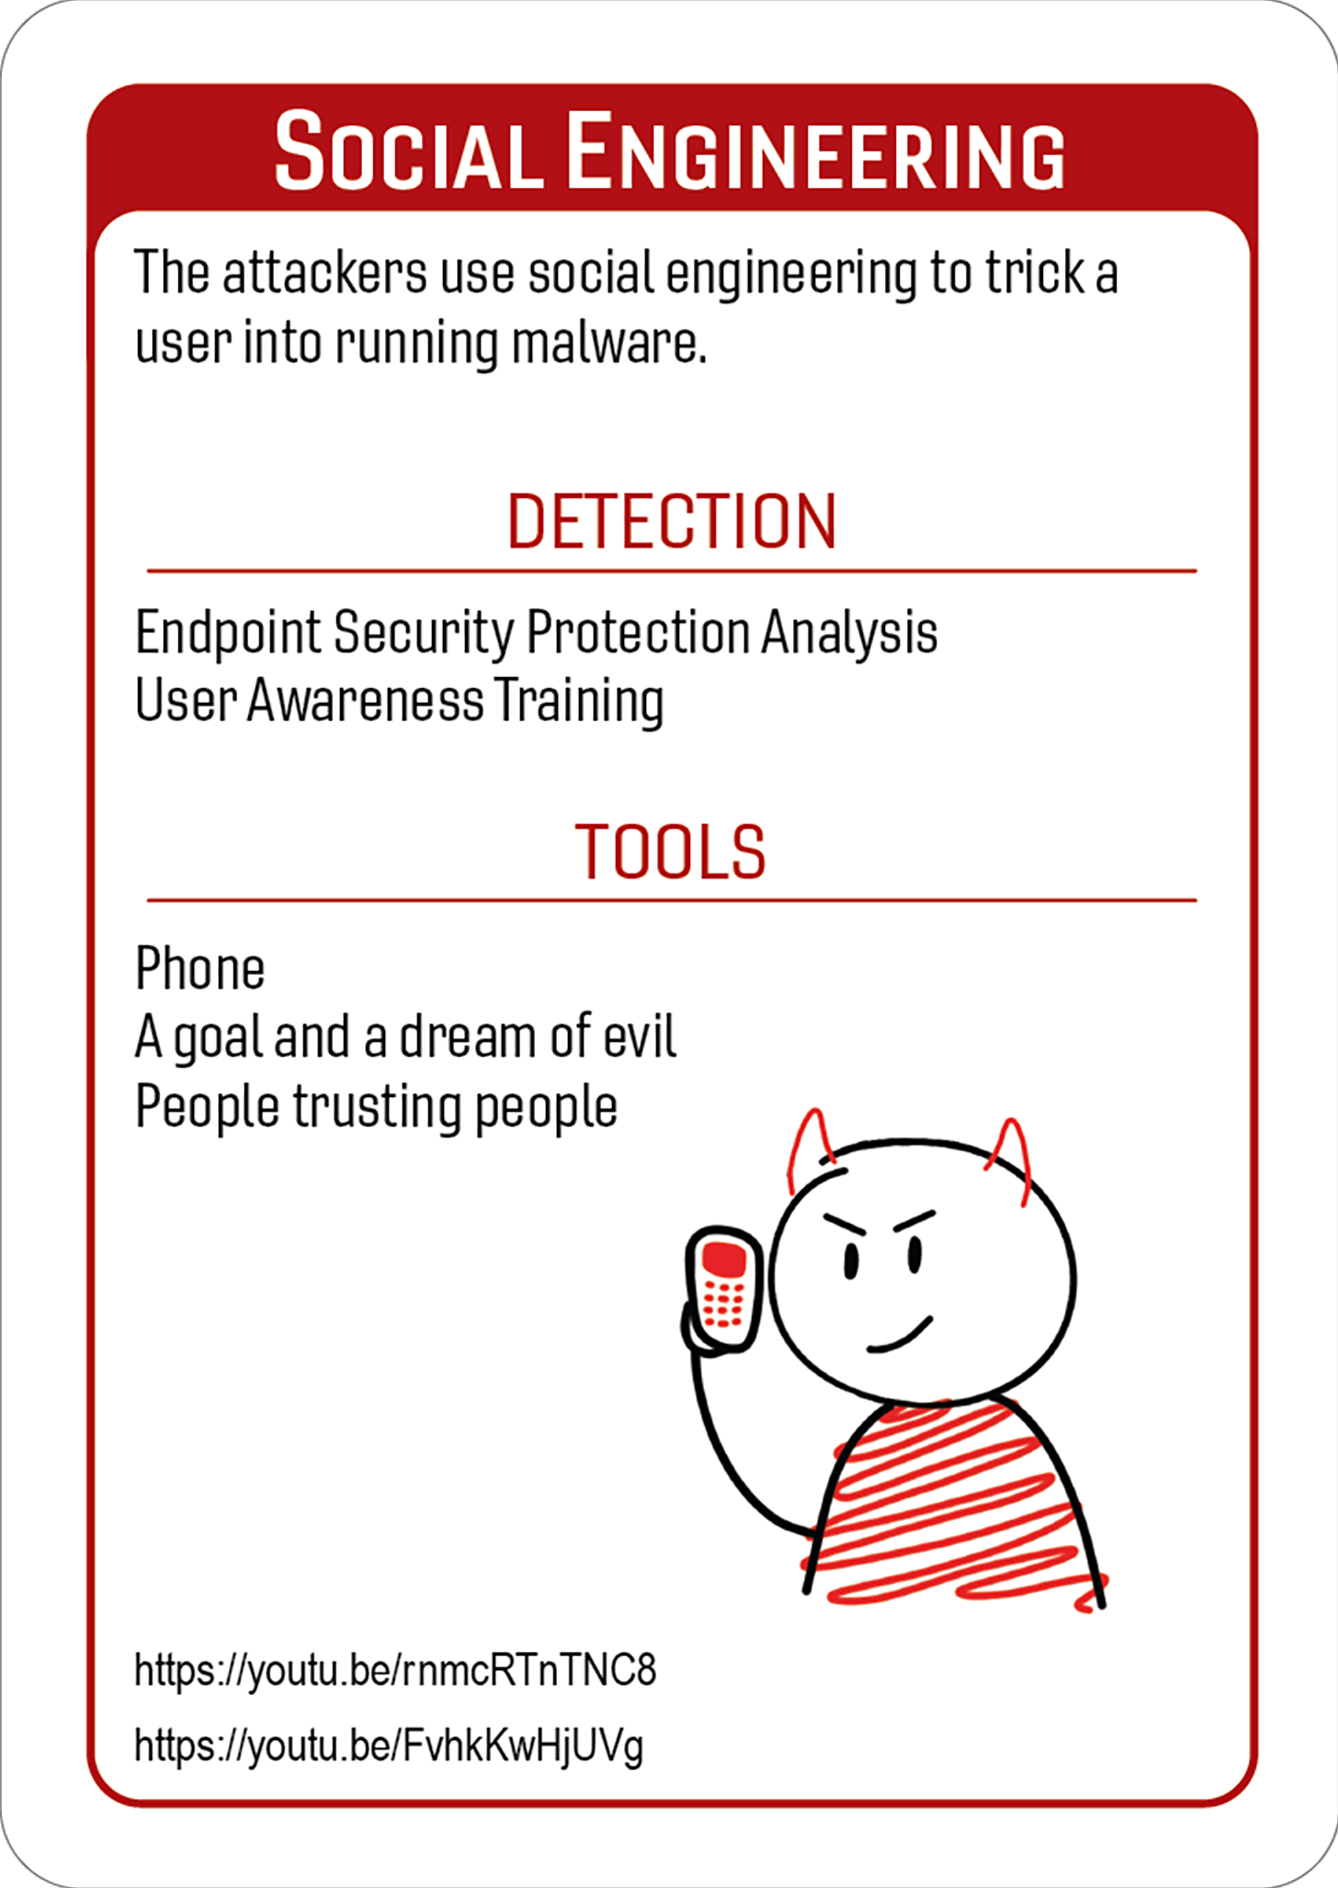 SOCIAL ENGINEERING
The attackers use social engineering to trick a
user into running malware.
DETECTION
Endpoint Security Protection Analysis
User Awareness Training
TOOLS
Phone
A goal and a dream of evil
People trusting people
https://youtu.be/rnmcRTnTNC8
https://youtu.be/FvhkKwHjUVg